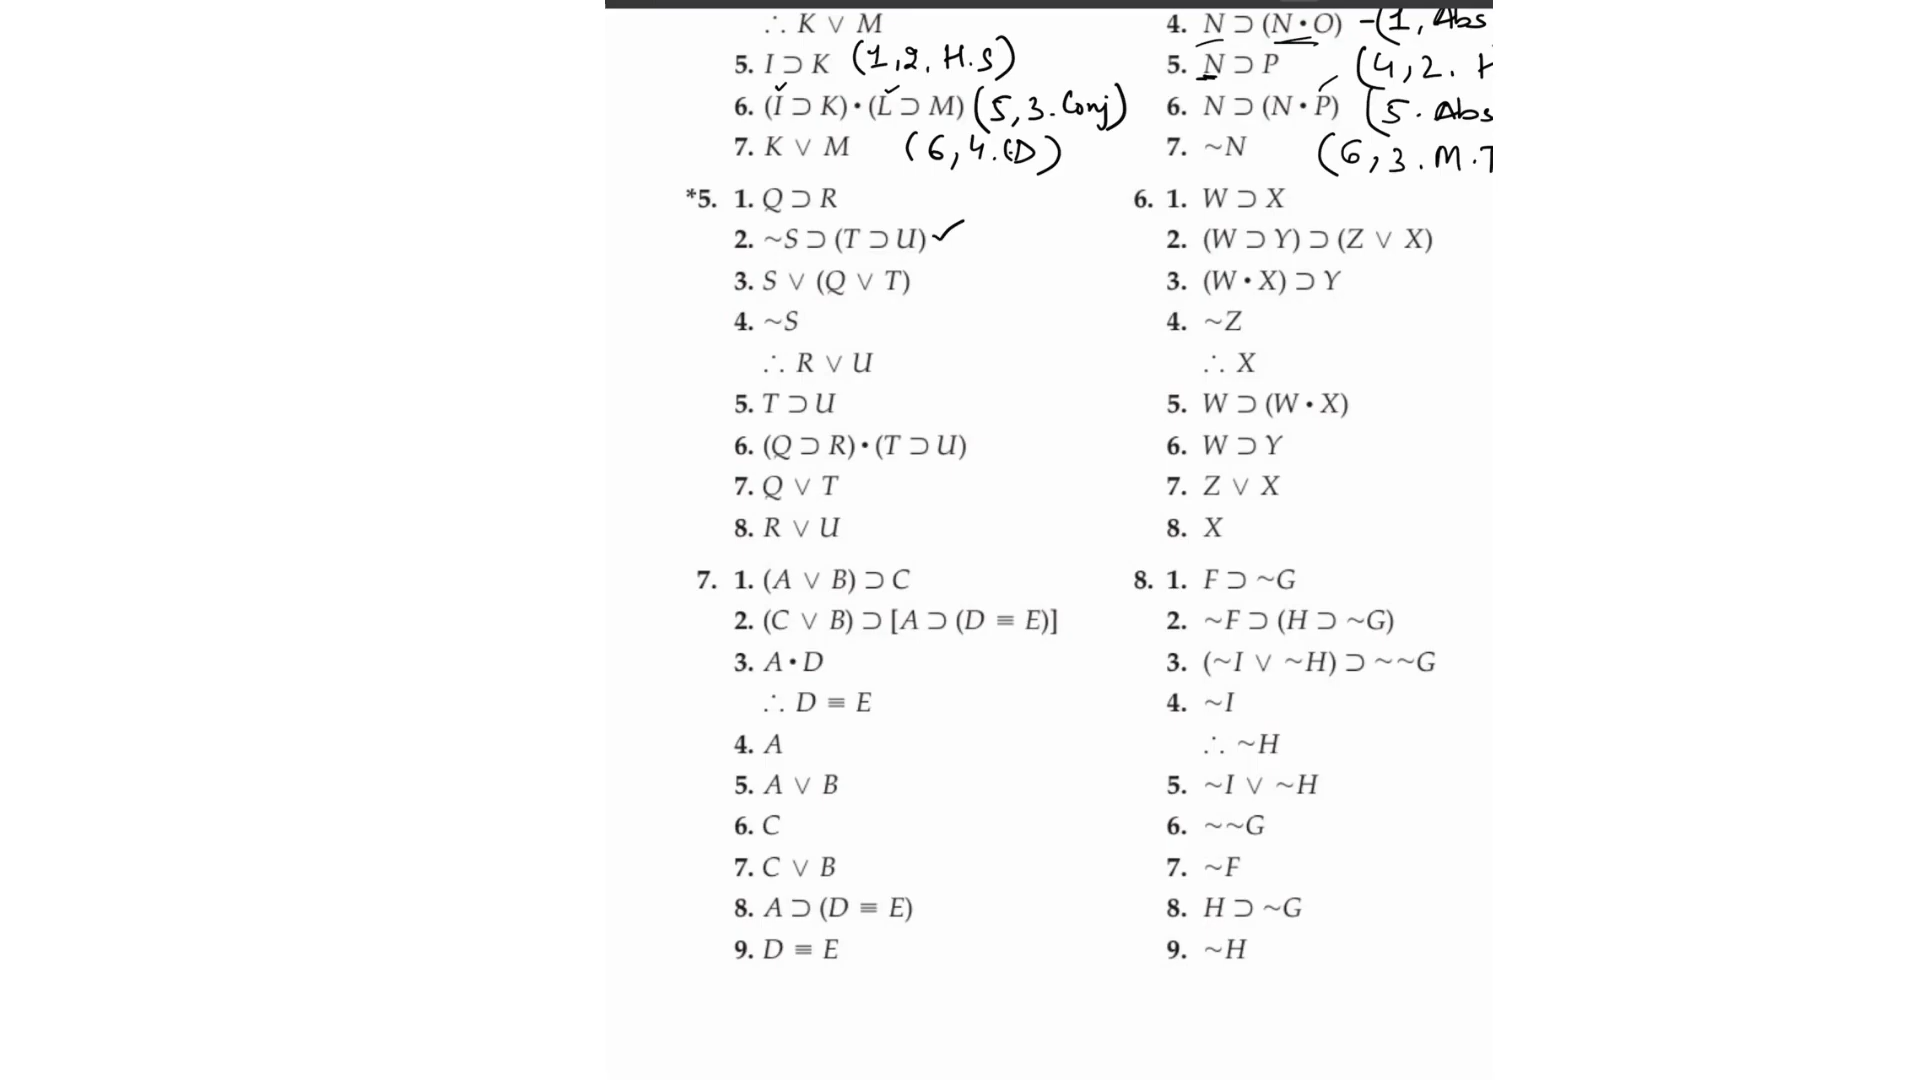 ∴ K ∨ M
5. I ⊃ K (1,2. H.S)
6. (I ⊃ K) • (L ⊃ M) (5,3. Conj)
7. K ∨ M (6,4. CD)
4. N ⊃ (N • O) -(1, Abs
5. N ⊃ P (4,2. H
6. N ⊃ (N • P) (5. Abs
7. ~N (6,3. M.T
*5. 1. Q ⊃ R
2. ~S ⊃ (T ⊃ U)
3. S ∨ (Q ∨ T)
4. ~S
∴ R ∨ U
5. T ⊃ U
6. (Q ⊃ R) • (T ⊃ U)
7. Q ∨ T
8. R ∨ U
6. 1. W ⊃ X
2. (W ⊃ Y) ⊃ (Z ∨ X)
3. (W • X) ⊃ Y
4. ~Z
∴ X
5. W ⊃ (W • X)
6. W ⊃ Y
7. Z ∨ X
8. X
7. 1. (A ∨ B) ⊃ C
2. (C ∨ B) ⊃ [A ⊃ (D ≡ E)]
3. A • D
∴ D ≡ E
4. A
5. A ∨ B
6. C
7. C ∨ B
8. A ⊃ (D ≡ E)
9. D ≡ E
8. 1. F ⊃ ~G
2. ~F ⊃ (H ⊃ ~G)
3. (~I ∨ ~H) ⊃ ~~G
4. ~I
∴ ~H
5. ~I ∨ ~H
6. ~~G
7. ~F
8. H ⊃ ~G
9. ~H